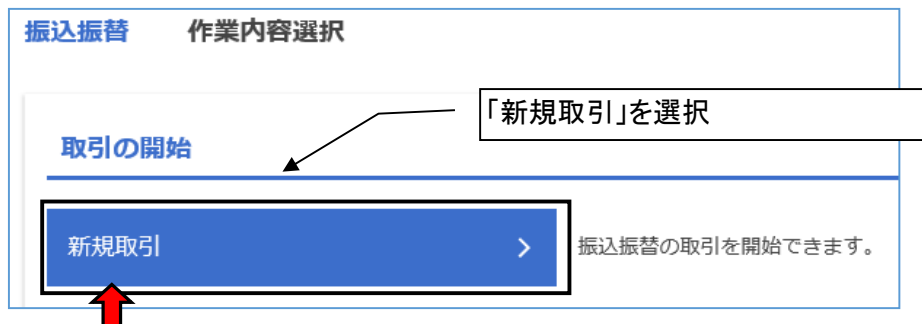 振込振替 作業内容選択
「新規取引」を選択
取引の開始
新規取引
振込振替の取引を開始できます。